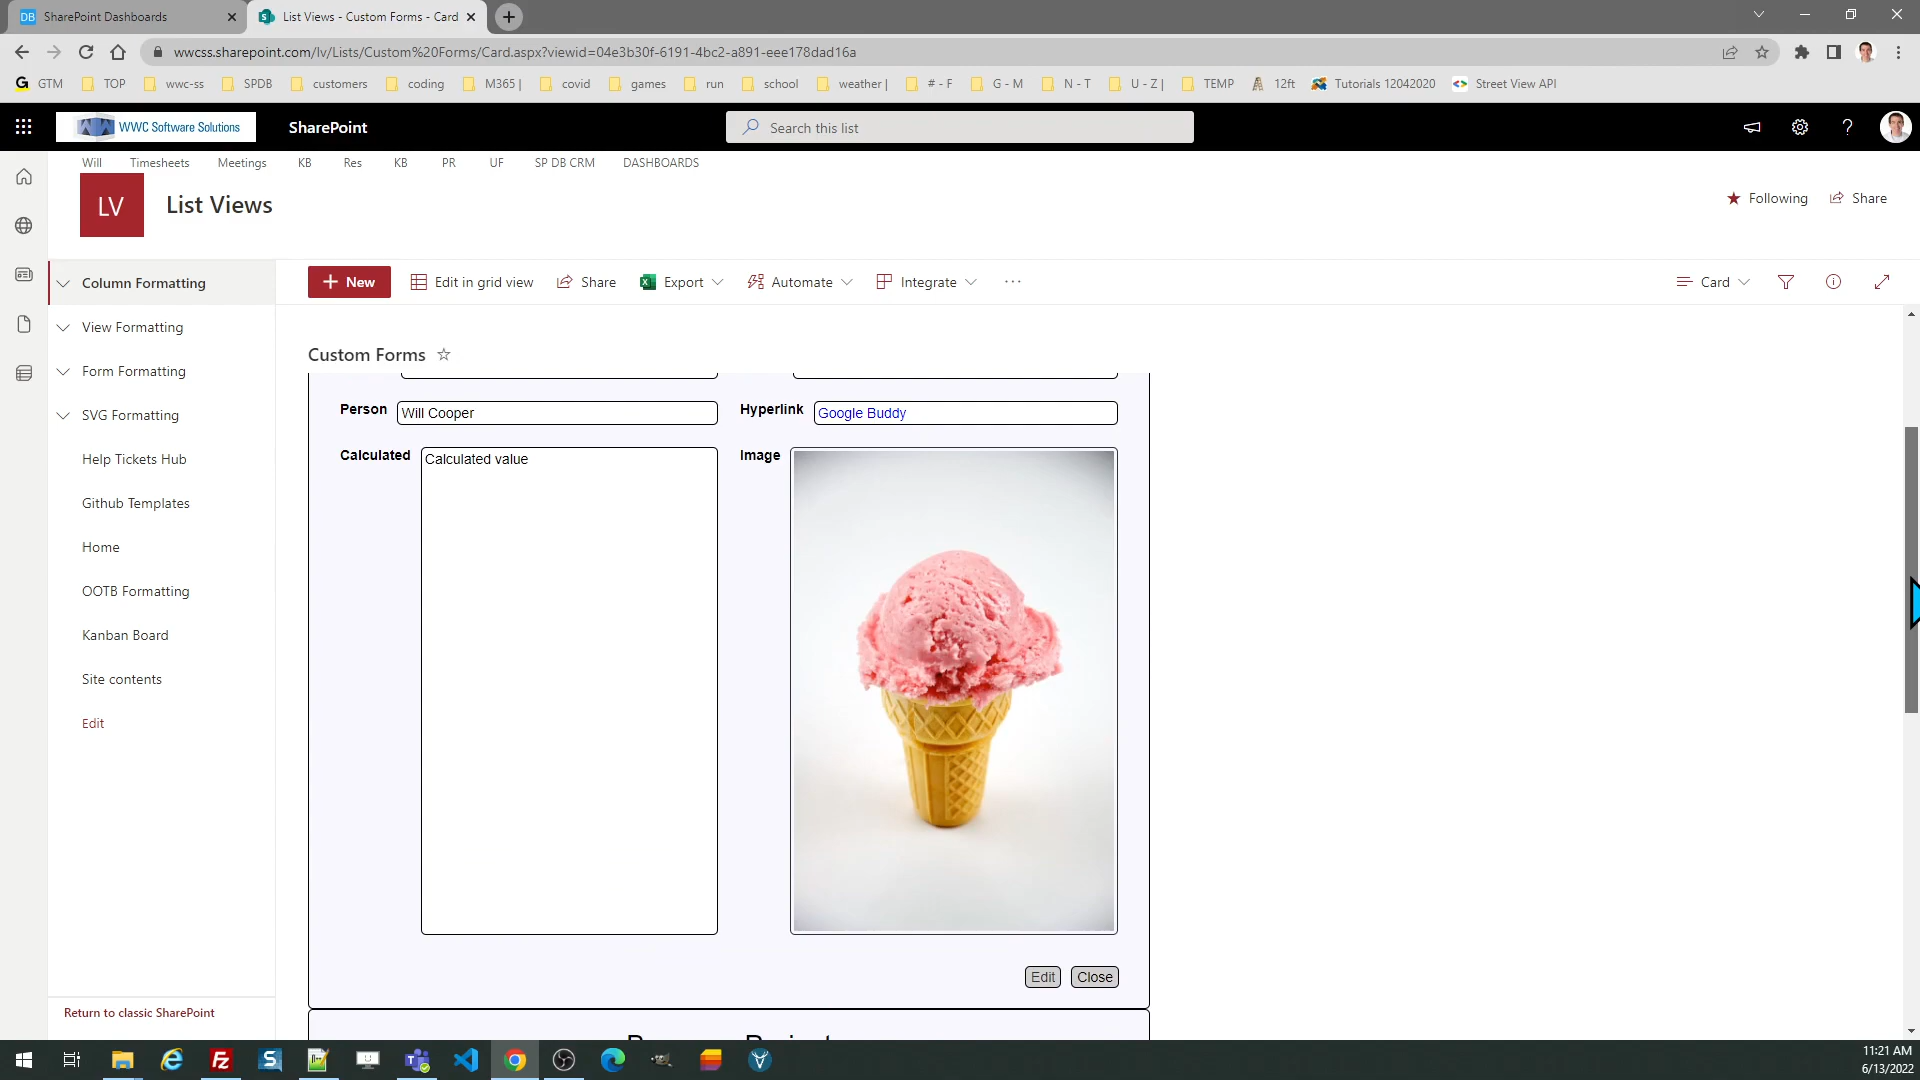 DB SharePoint Dashboards
S List Views - Custom Forms - Card
wwcss.sharepoint.com/lv/Lists/Custom%20Forms/Card.aspx?viewid=04e3b30f-6191-4bc2-a891-eee178dad16a
G GTM TOP wwc-ss SPDB customers coding M365 | covid games run school weather | # - F G - M N - T U - Z | TEMP 12ft Tutorials 12042020 Street View API
WWC Software Solutions SharePoint Search this list ?
Will Timesheets Meetings KB Res KB PR UF SP DB CRM DASHBOARDS
LV List Views Following Share
Column Formatting
View Formatting
Form Formatting
SVG Formatting
Help Tickets Hub
Github Templates
Home
OOTB Formatting
Kanban Board
Site contents
Edit
Return to classic SharePoint
+ New Edit in grid view Share Export Automate Integrate ... Card
Custom Forms
Person Will Cooper Hyperlink Google Buddy
Calculated Calculated value Image
Edit Close
11:21 AM
6/13/2022